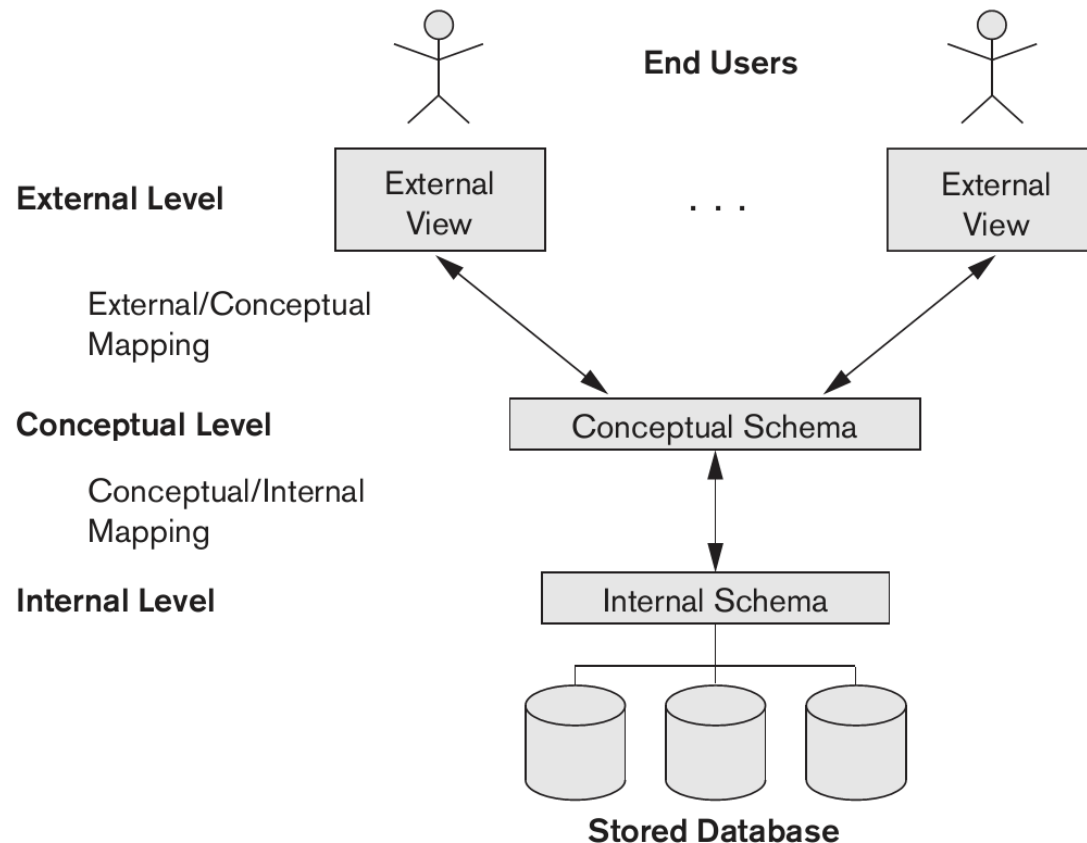 End Users
External
View
. . .
External
View
External Level
External/Conceptual
Mapping
Conceptual Level
Conceptual Schema
Conceptual/Internal
Mapping
Internal Level
Internal Schema
Stored Database